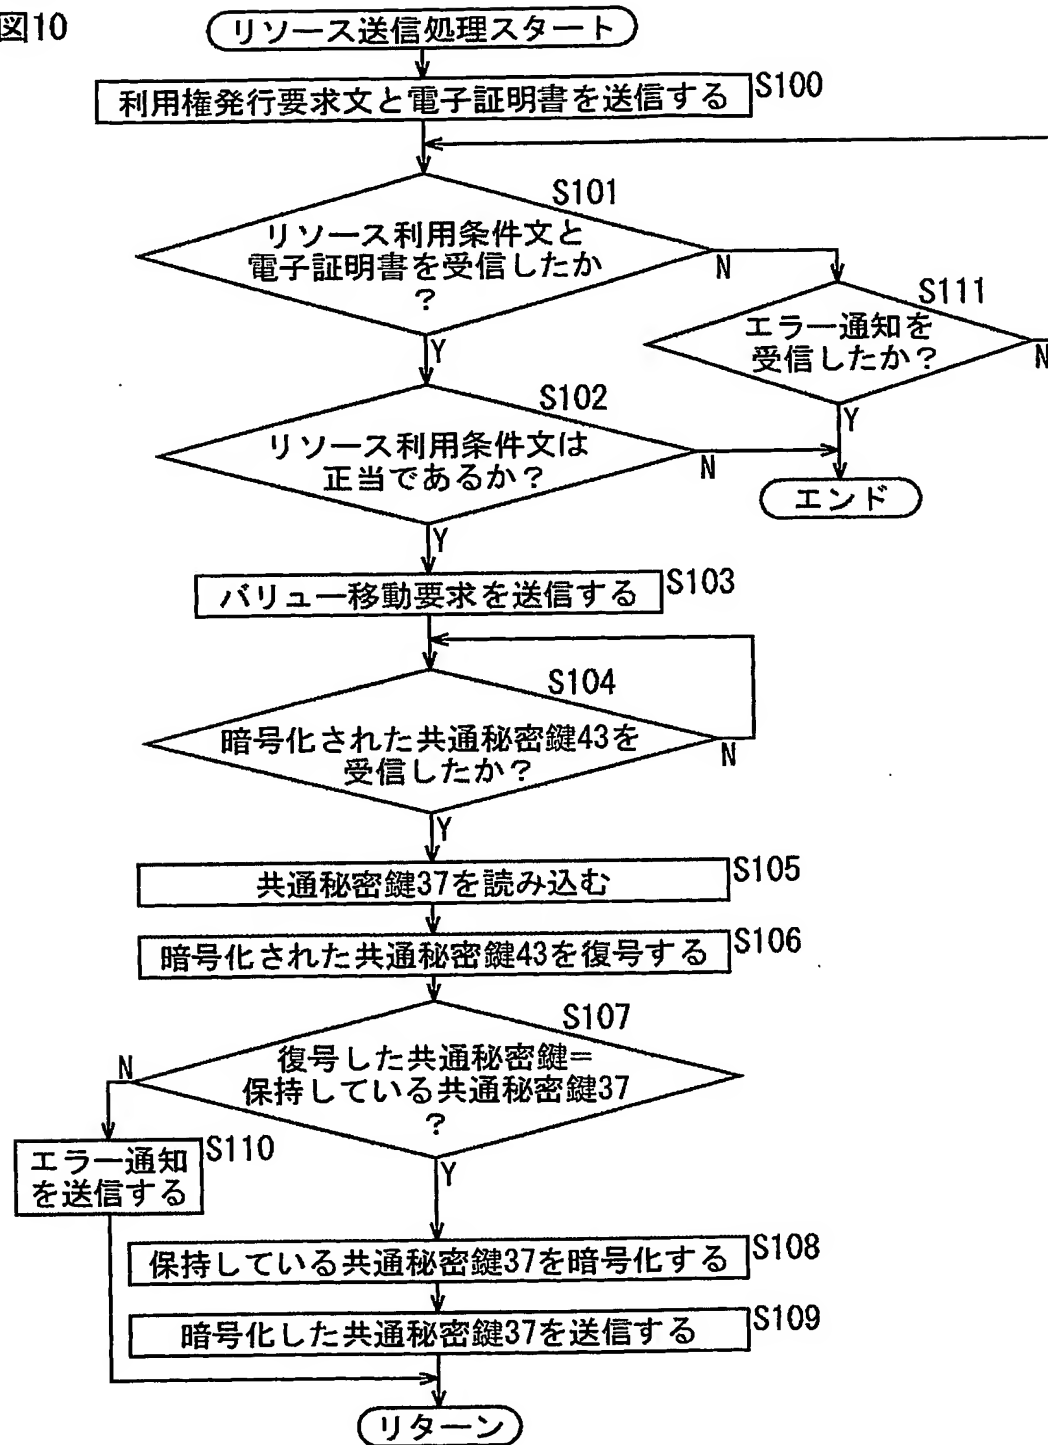 図10
リソース送信処理スタート
利用権発行要求文と電子証明書を送信する
S100
S101
リソース利用条件文と
電子証明書を受信したか
?
N
Y
S111
エラー通知を
受信したか?
N
Y
S102
リソース利用条件文は
正当であるか?
N
Y
エンド
バリュー移動要求を送信する
S103
S104
暗号化された共通秘密鍵43を
受信したか?
N
Y
共通秘密鍵37を読み込む
S105
暗号化された共通秘密鍵43を復号する
S106
S107
復号した共通秘密鍵=
保持している共通秘密鍵37
?
N
Y
エラー通知
を送信する
S110
保持している共通秘密鍵37を暗号化する
S108
暗号化した共通秘密鍵37を送信する
S109
リターン